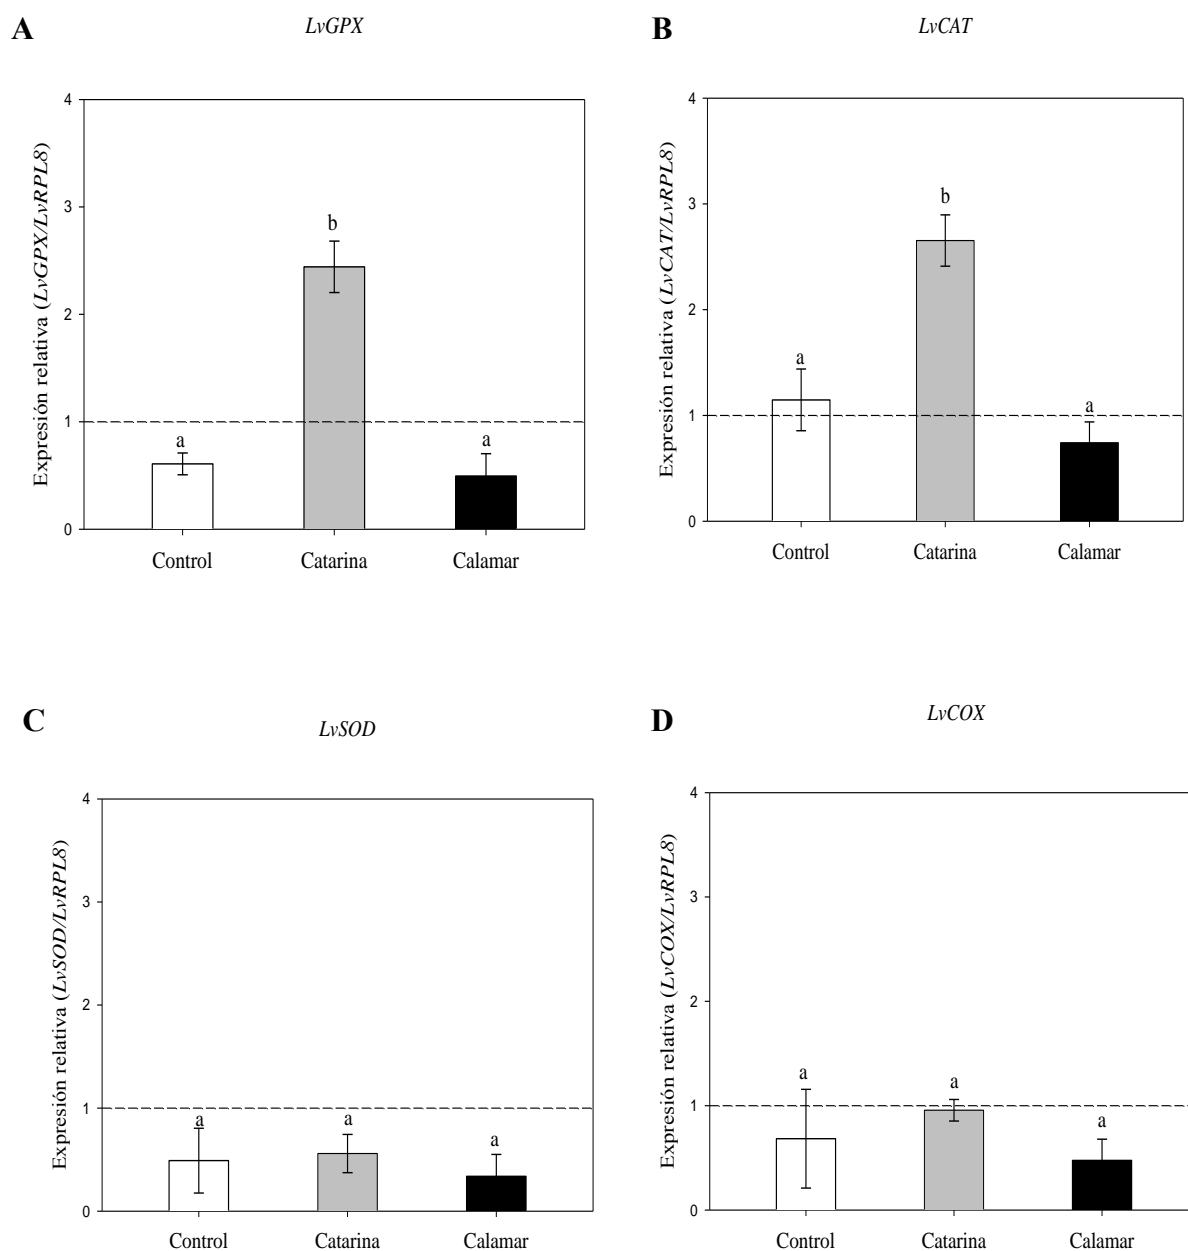 A
LvGPX
Expresión relativa (LvGPX/LvRPL8)
4
3
2
1
0
a
b
a
Control Catarina Calamar
B
LvCAT
Expresión relativa (LvCAT/LvRPL8)
4
3
2
1
0
a
b
a
Control Catarina Calamar
C
LvSOD
Expresión relativa (LvSOD/LvRPL8)
4
3
2
1
0
a
a
a
Control Catarina Calamar
D
LvCOX
Expresión relativa (LvCOX/LvRPL8)
4
3
2
1
0
a
a
a
Control Catarina Calamar